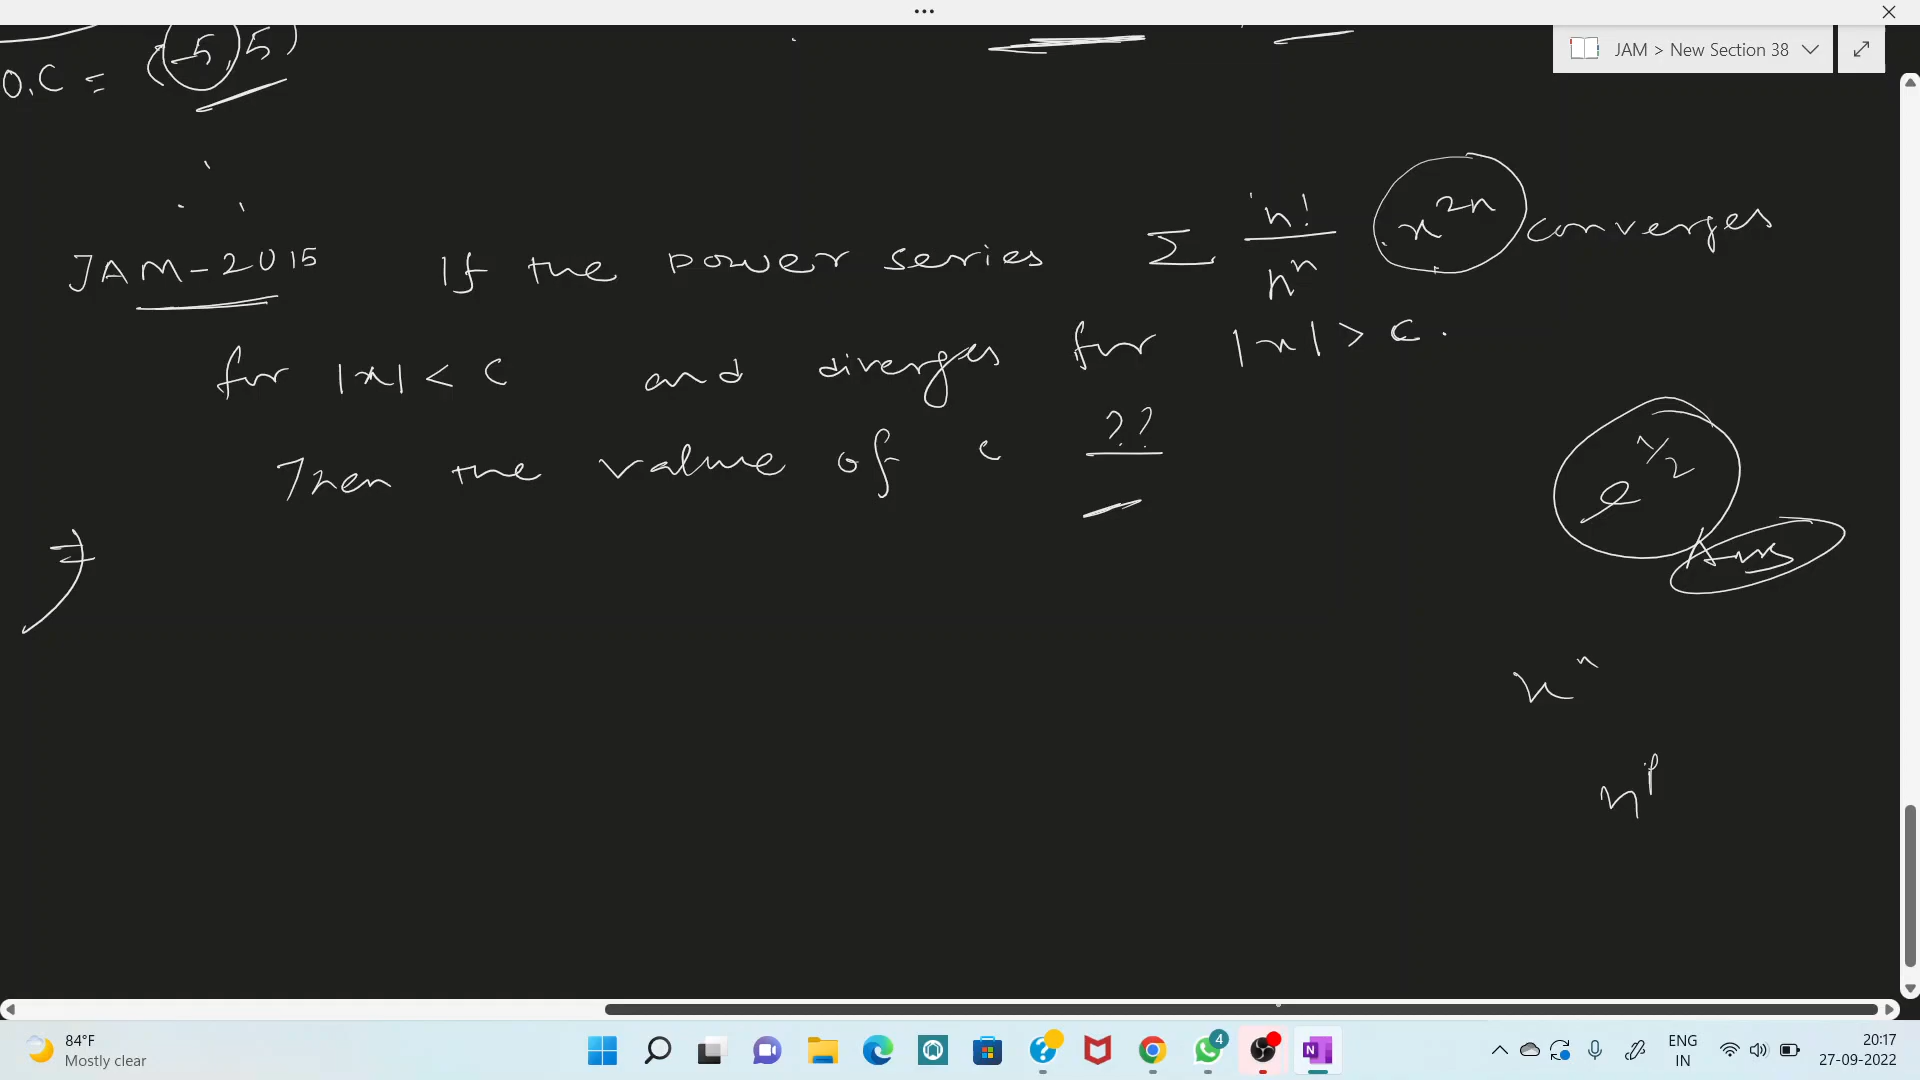 JAM > New Section 38
O.C = (-5, 5)
JAM-2015 If the power series Σ n!/n^n x^2n converges
for |x| < c and diverges for |x| > c.
Then the value of c ??
e^1/2
Ans
⇒
x^n
n^p
84°F
Mostly clear
4
ENG
IN
20:17
27-09-2022